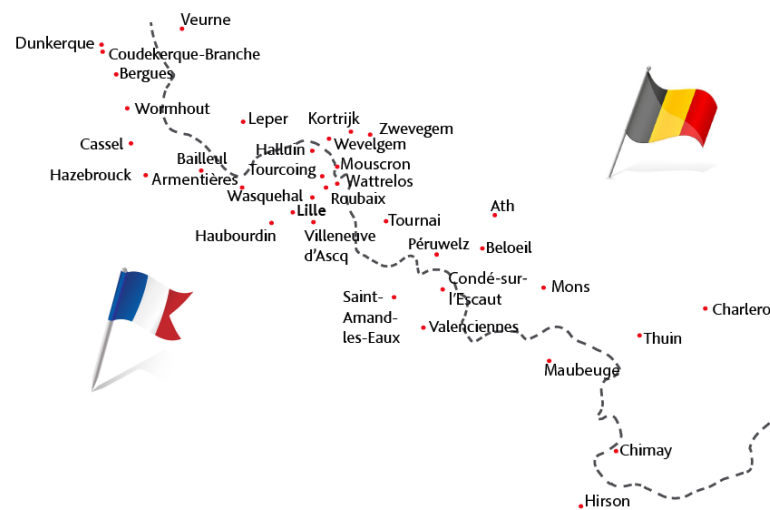 Veurne
Dunkerque
Coudekerque-Branche
Bergues
Wormhout
Leper
Kortrijk
Zwevegem
Cassel
Halluin
Wevelgem
Bailleul
Tourcoing
Mouscron
Hazebrouck
Armentières
Wattrelos
Wasquehal
Roubaix
Lille
Ath
Tournai
Haubourdin
Villeneuve
d'Ascq
Péruwelz
Beloeil
Condé-sur-
l'Escaut
Mons
Saint-
Amand-
les-Eaux
Charlero
Valenciennes
Thuin
Maubeuge
Chimay
Hirson